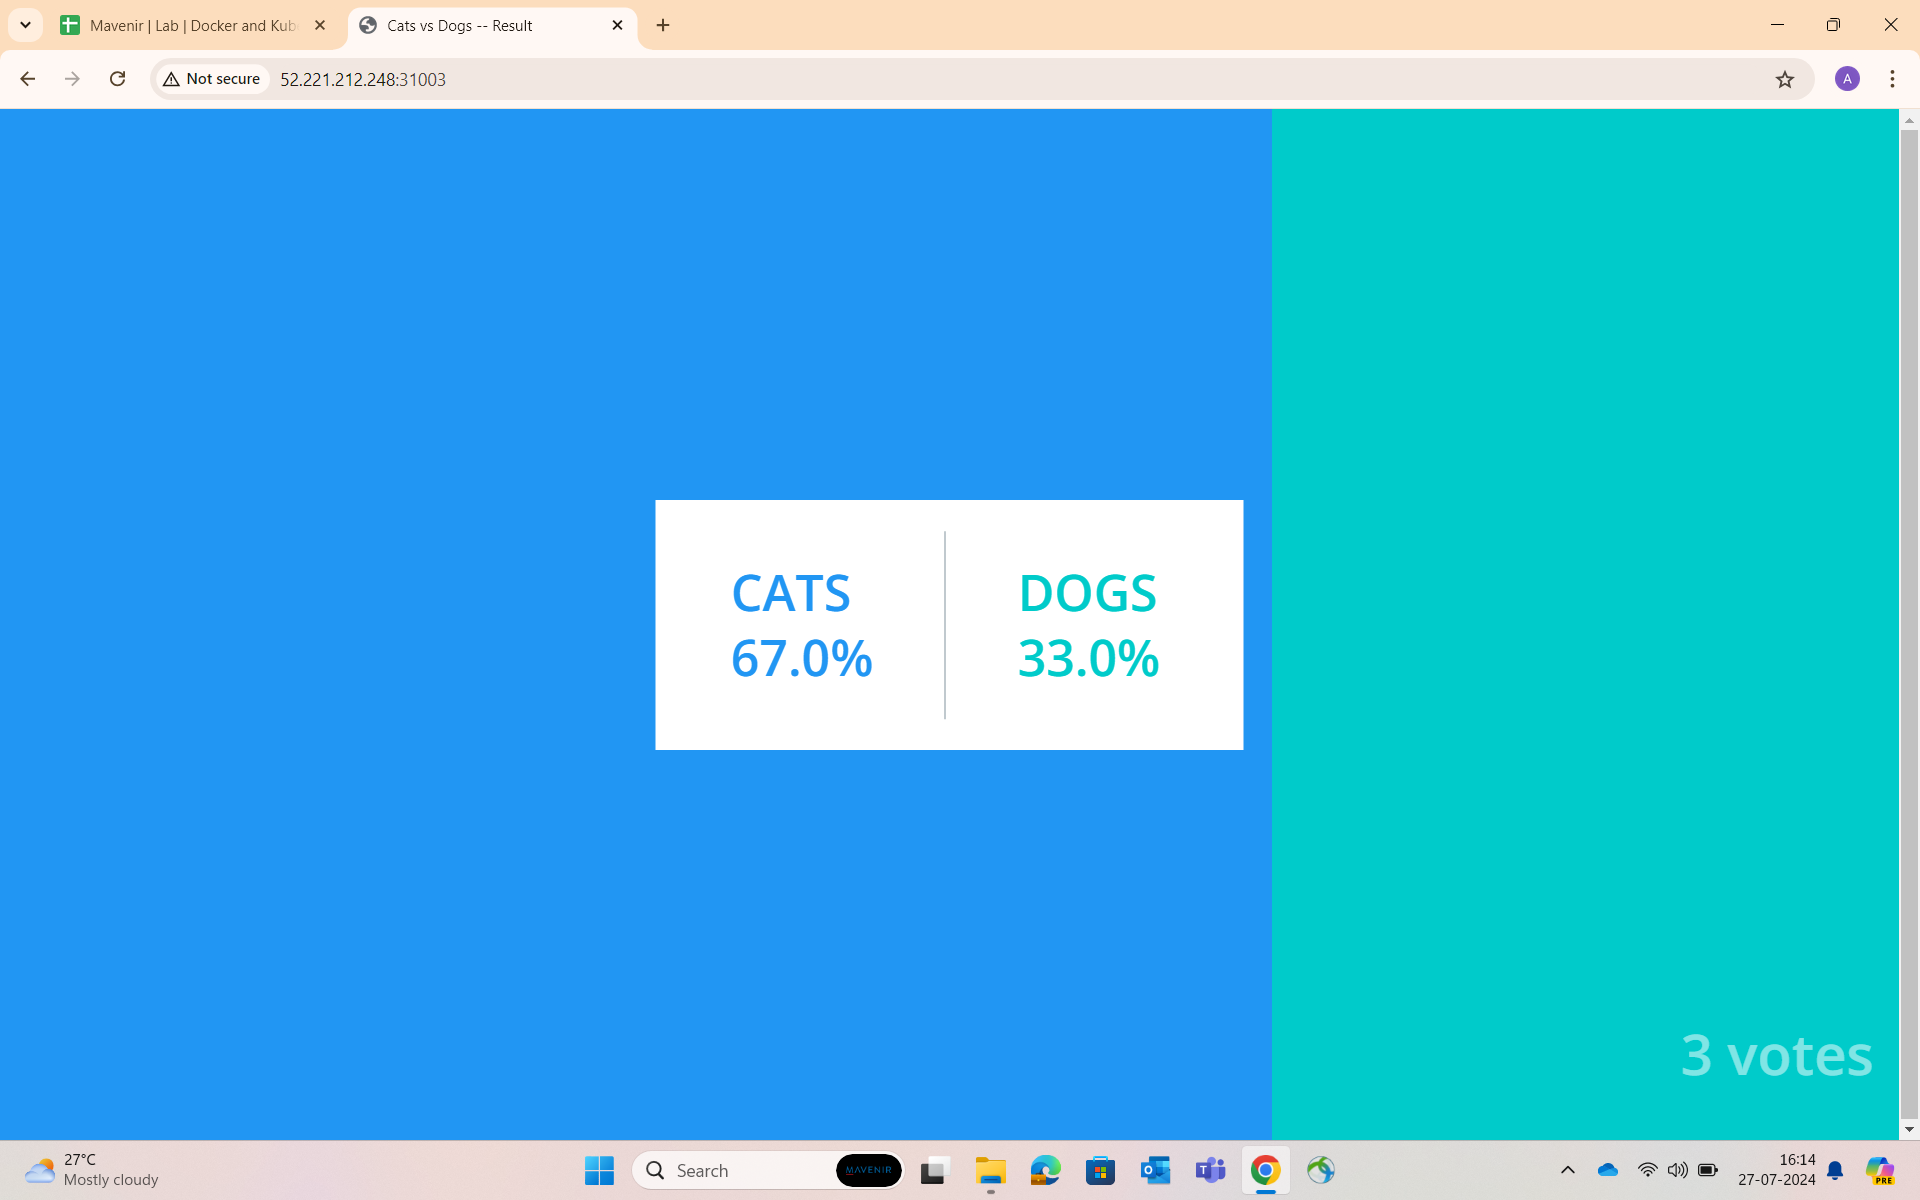 Mavenir | Lab | Docker and Kub
Cats vs Dogs -- Result
Not secure
52.221.212.248:31003
A
CATS
67.0%
DOGS
33.0%
3 votes
27°C
Mostly cloudy
Search
MAVENIR
16:14
27-07-2024
PRE